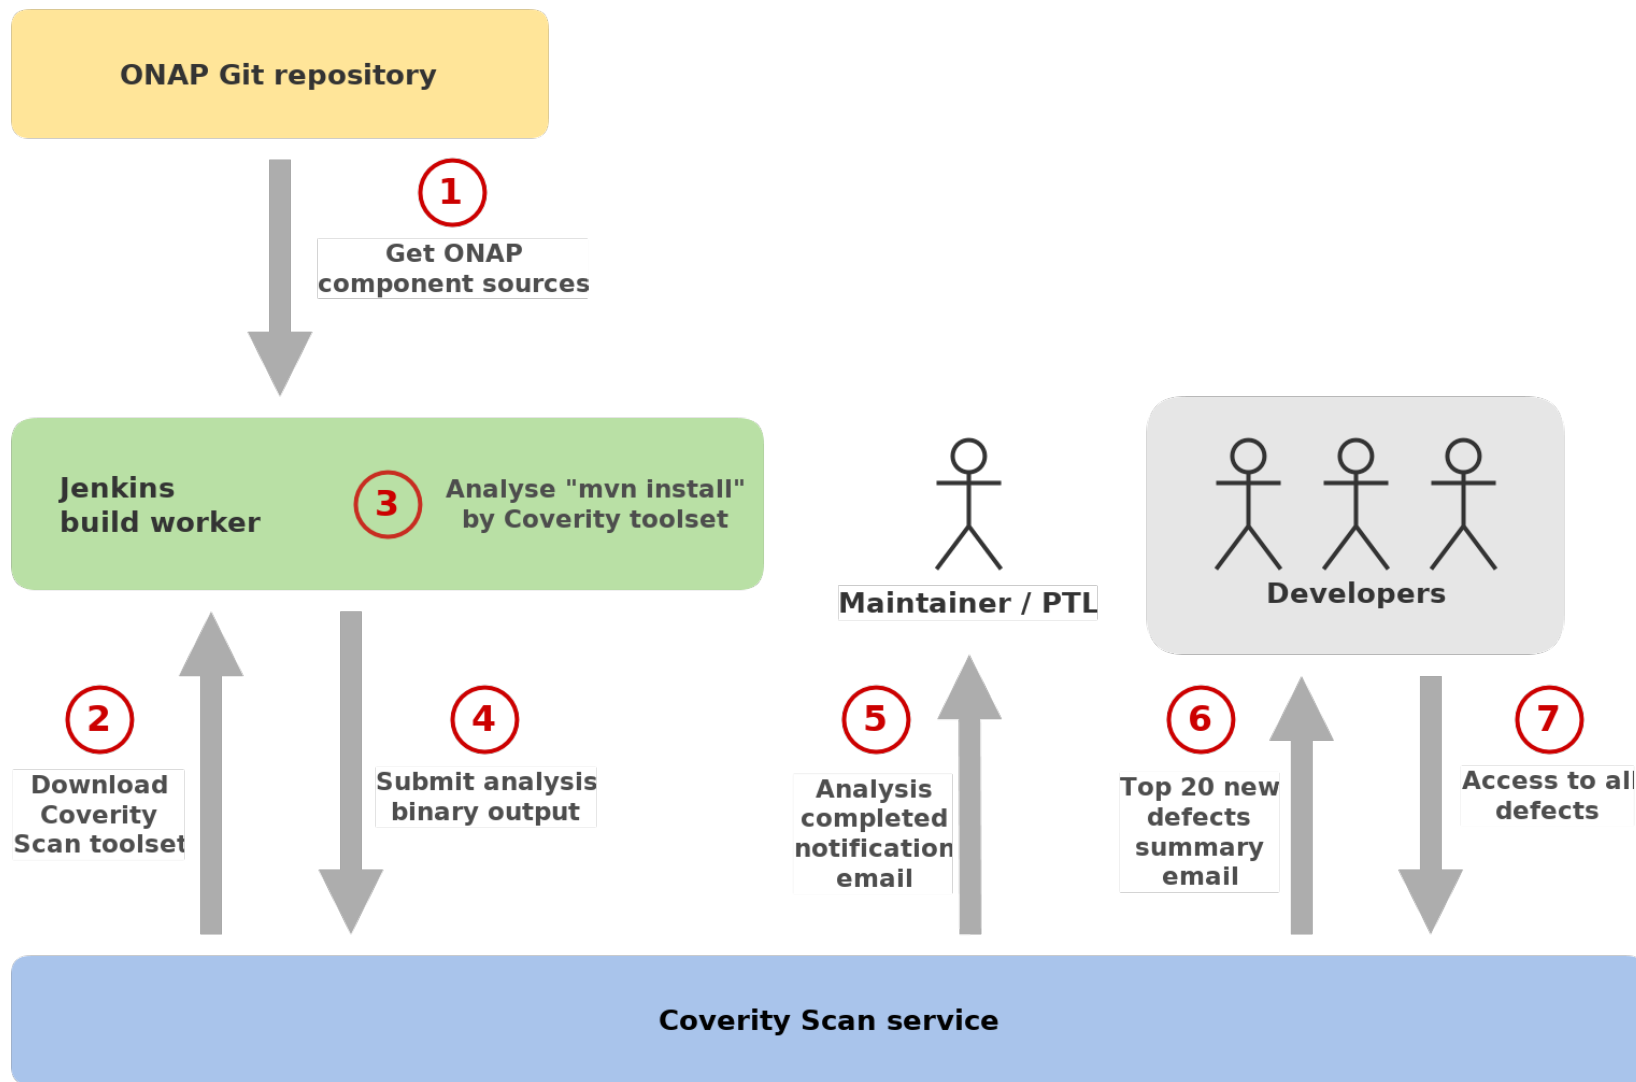 ONAP Git repository
1
Get ONAP
component sources
Jenkins
build worker
3
Analyse "mvn install"
by Coverity toolset
Maintainer / PTL
Developers
2
Download
Coverity
Scan toolset
4
Submit analysis
binary output
5
Analysis
completed
notification
email
6
Top 20 new
defects
summary
email
7
Access to all
defects
Coverity Scan service